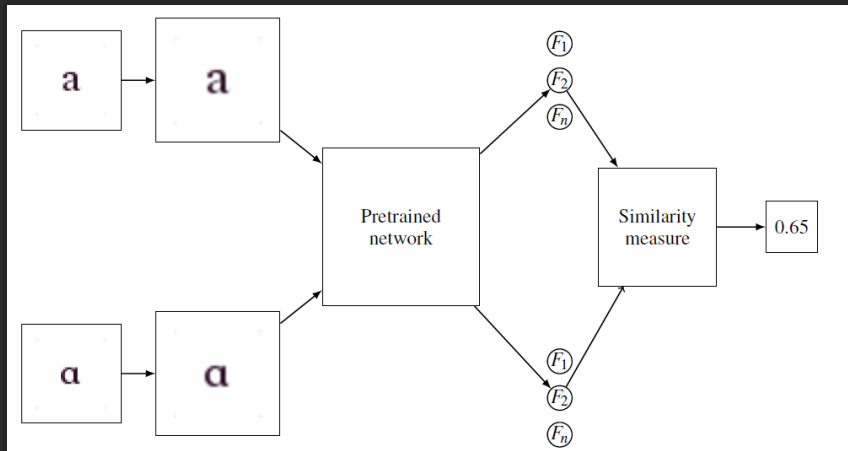 a
a
F1
F2
Fn
Pretrained
network
Similarity
measure
0.65
ɑ
ɑ
F1
F2
Fn